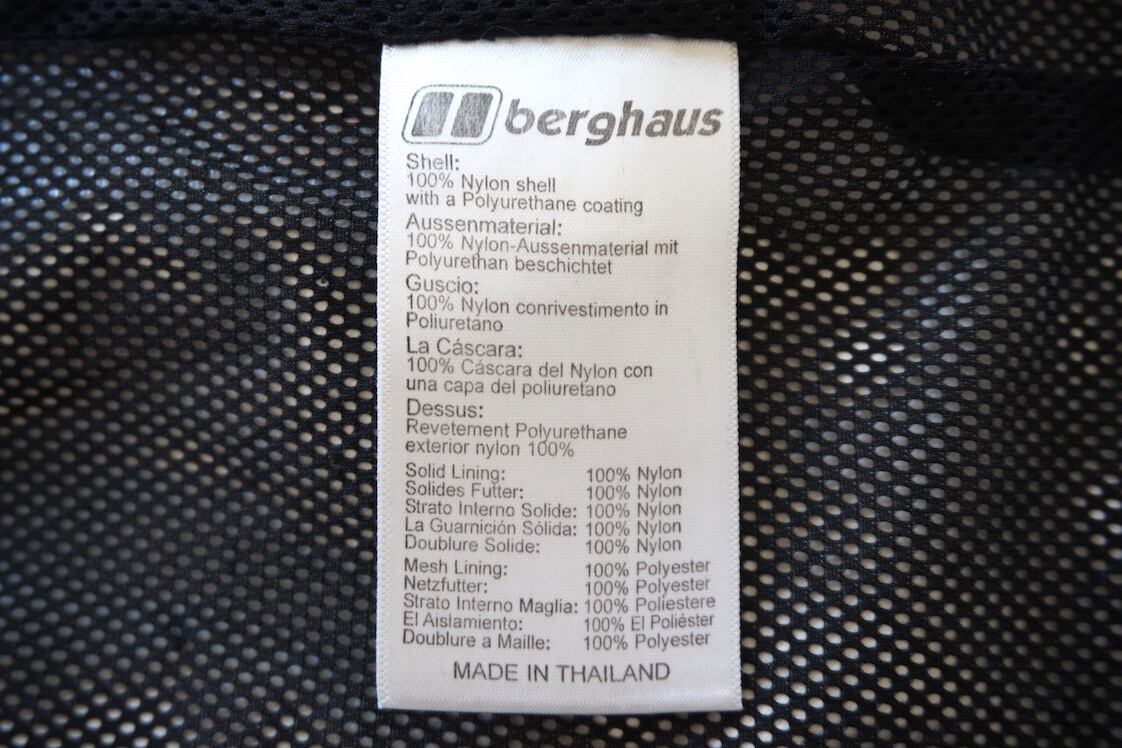 berghaus
Shell:
100% Nylon shell
with a Polyurethane coating
Aussenmaterial:
100% Nylon-Aussenmaterial mit
Polyurethan beschichtet
Guscio:
100% Nylon conrivestimento in
Poliuretano
La Cáscara:
100% Cáscara del Nylon con
una capa del poliuretano
Dessus:
Revetement Polyurethane
exterior nylon 100%
Solid Lining: 100% Nylon
Solides Futter: 100% Nylon
Strato Interno Solide: 100% Nylon
La Guarnición Sólida: 100% Nylon
Doublure Solide: 100% Nylon
Mesh Lining: 100% Polyester
Netzfutter: 100% Polyester
Strato Interno Maglia: 100% Poliestere
El Aislamiento: 100% El Poliéster
Doublure a Maille: 100% Polyester
MADE IN THAILAND